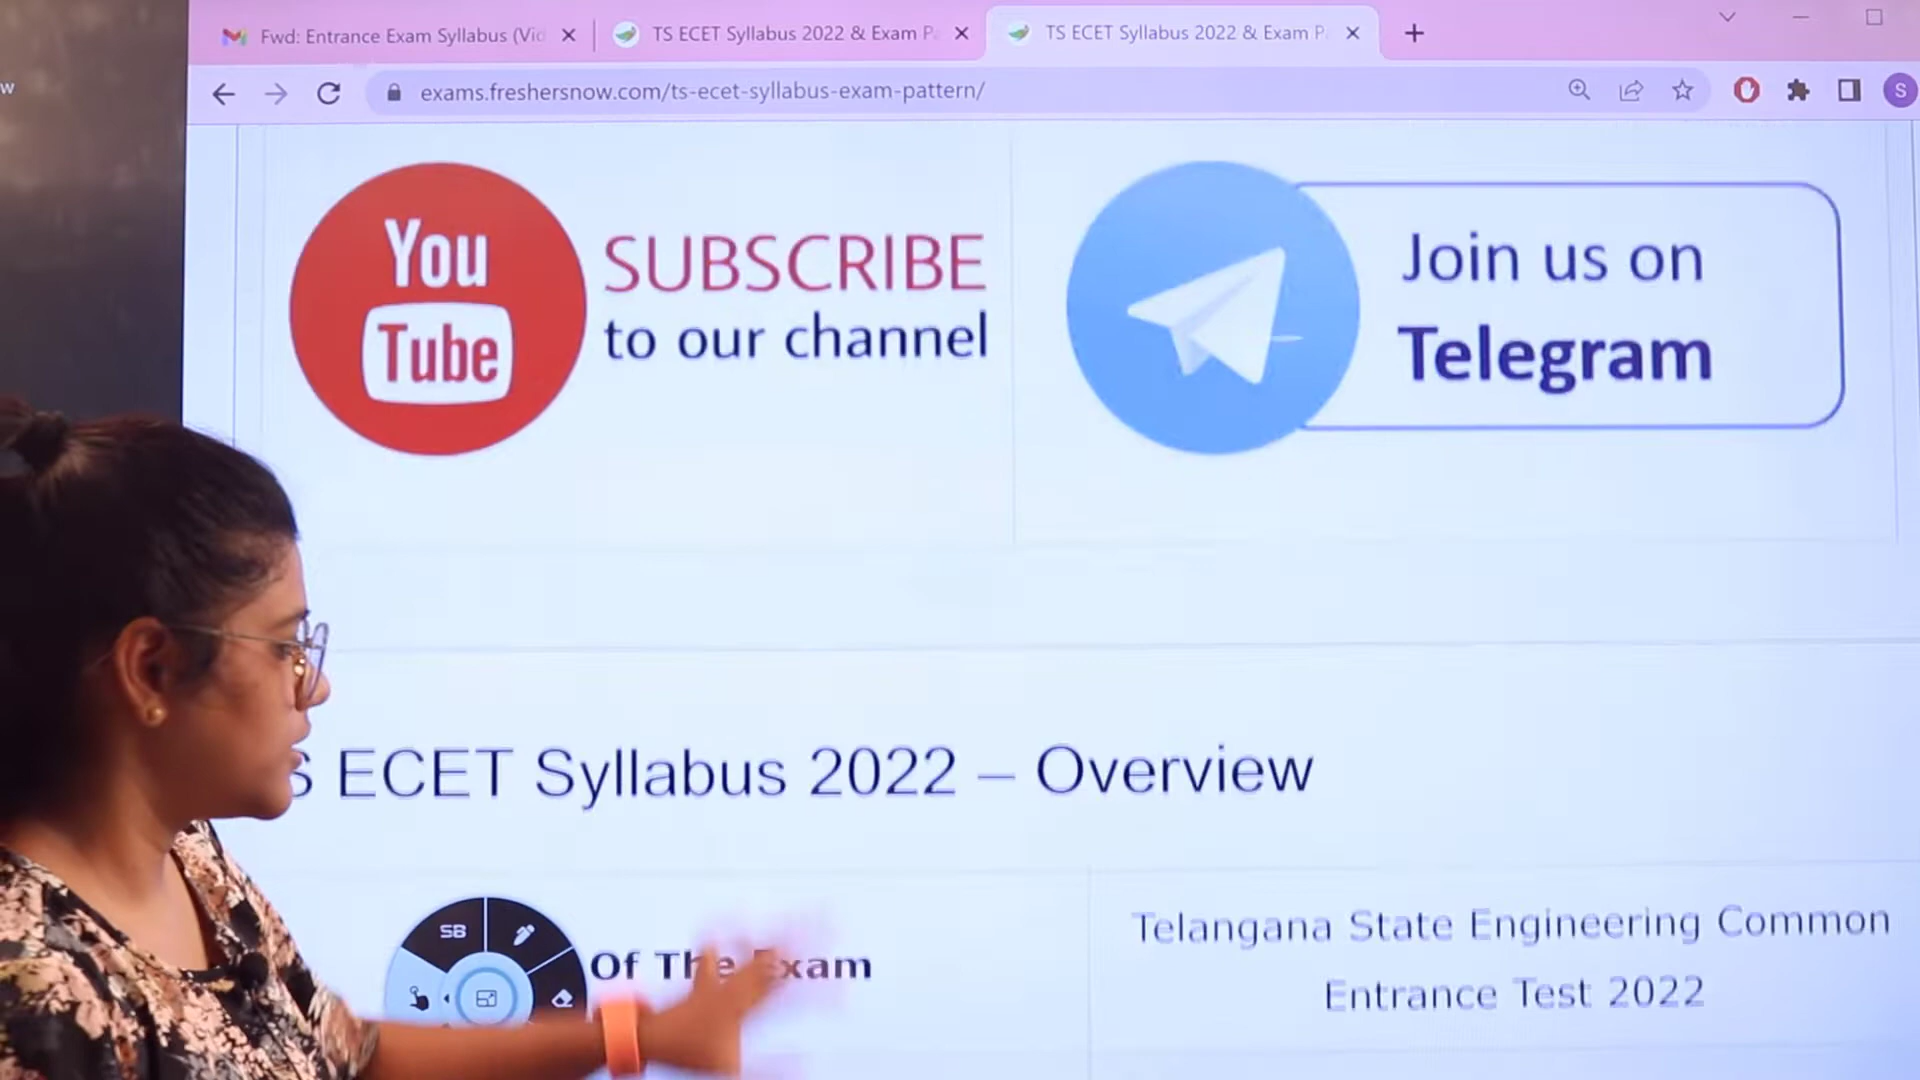 w
Fwd: Entrance Exam Syllabus (Vid
TS ECET Syllabus 2022 & Exam P
TS ECET Syllabus 2022 & Exam P
exams.freshersnow.com/ts-ecet-syllabus-exam-pattern/
S
You
Tube
SUBSCRIBE
to our channel
Join us on
Telegram
S ECET Syllabus 2022 – Overview
SB
Of The Exam
Telangana State Engineering Common
Entrance Test 2022